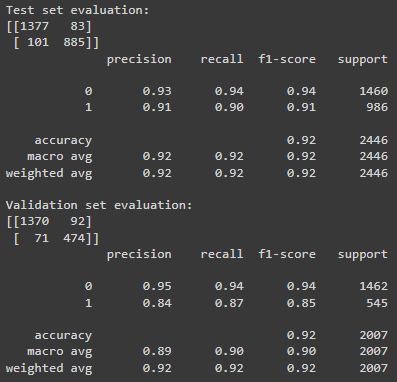 Test set evaluation:
[[1377 83]
[ 101 885]]
precision recall f1-score support
0 0.93 0.94 0.94 1460
1 0.91 0.90 0.91 986
accuracy 0.92 2446
macro avg 0.92 0.92 0.92 2446
weighted avg 0.92 0.92 0.92 2446
Validation set evaluation:
[[1370 92]
[ 71 474]]
precision recall f1-score support
0 0.95 0.94 0.94 1462
1 0.84 0.87 0.85 545
accuracy 0.92 2007
macro avg 0.89 0.90 0.90 2007
weighted avg 0.92 0.92 0.92 2007